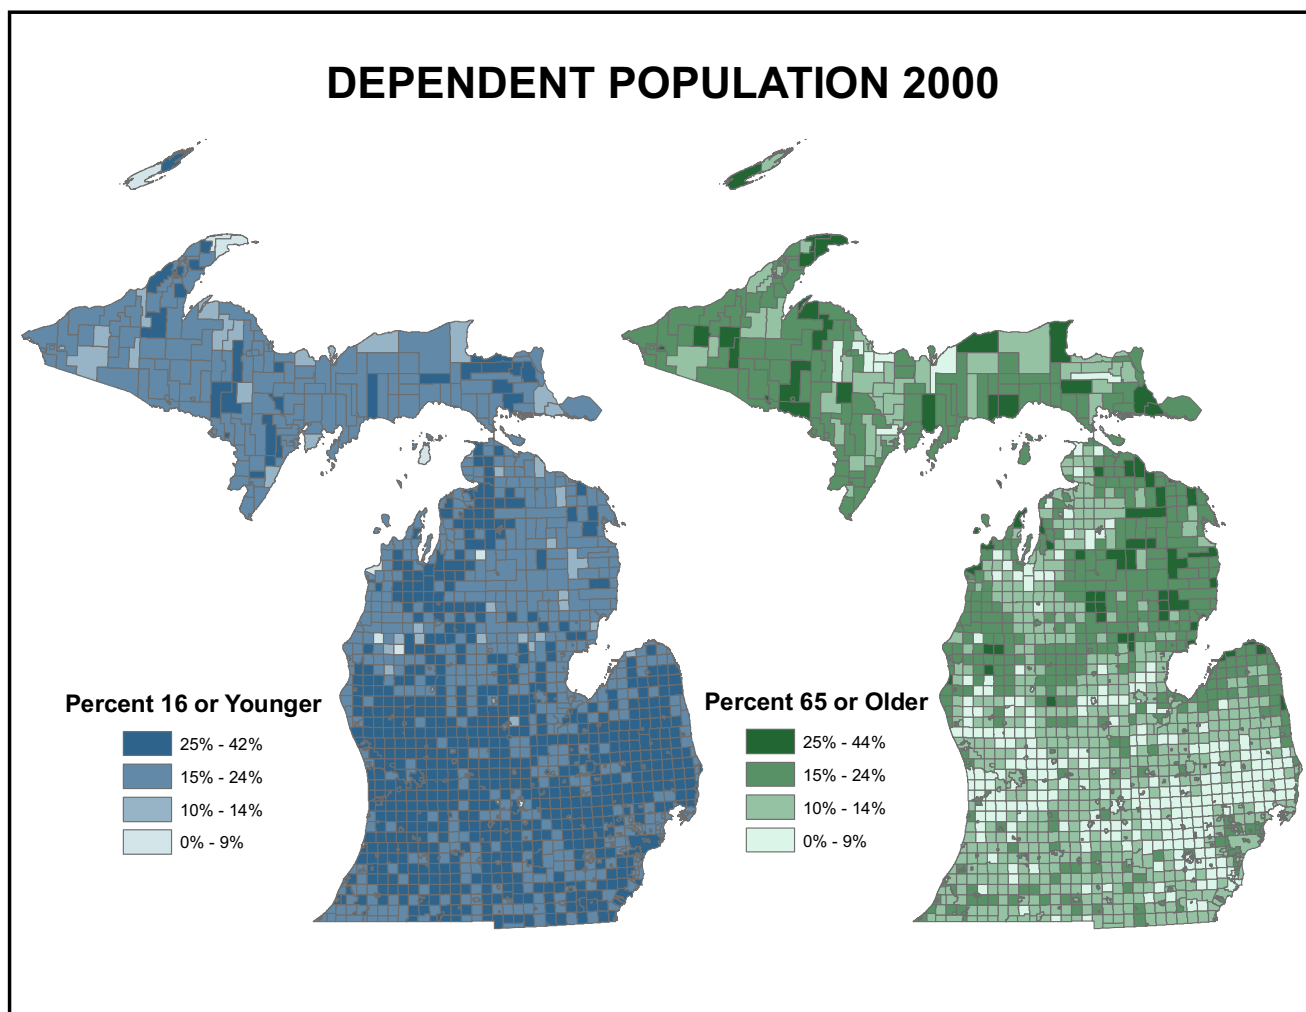 DEPENDENT POPULATION 2000
Percent 16 or Younger
25% - 42%
15% - 24%
10% - 14%
0% - 9%
Percent 65 or Older
25% - 44%
15% - 24%
10% - 14%
0% - 9%